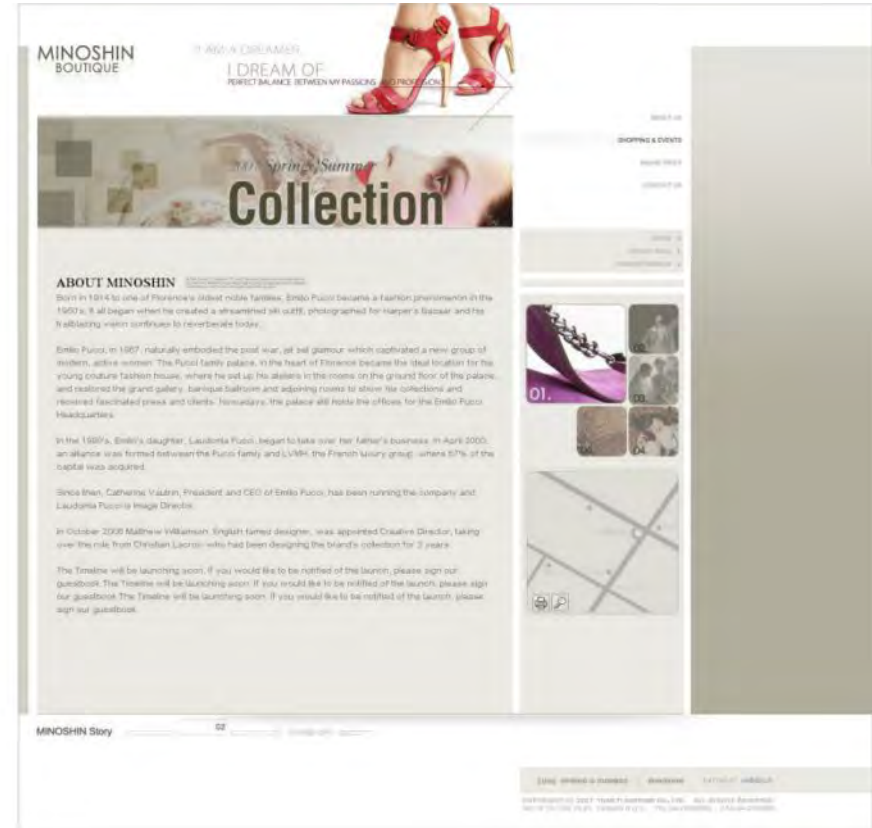 MINOSHIN
BOUTIQUE
I AM A DREAMER
I DREAM OF
PERFECT BALANCE BETWEEN MY PASSIONS AND PROFESSION
ABOUT US
SHOPPING & EVENTS
CONTACT US
Spring/Summer
Collection
ABOUT MINOSHIN
Born in 1914 to one of Florence's oldest noble families, Emilio Pucci became a fashion phenomenon in the
1960's. It all began when he created a streamlined ski outfit, photographed for Harper's Bazaar and his
trailblazing vision continues to reverberate today.
Emilio Pucci, in 1967, naturally embodied the post war, jet set glamour which captivated a new group of
modern, active women. The Pucci family palace, in the heart of Florence became the ideal location for his
young couture fashion house, where he set up his ateliers in the rooms on the ground floor of the palace,
and restored the grand gallery, baroque ballroom and adjoining rooms to show his collections and
received fascinated press and clients. Nowadays, the palace still holds the offices for the Emilio Pucci
Headquarters.
In the 1990's, Emilio's daughter, Laudomia Pucci, began to take over her father's business. In April 2000,
an alliance was formed between the Pucci family and LVMH, the French luxury group, where 67% of the
capital was acquired.
Since then, Catherine Vautrin, President and CEO of Emilio Pucci, has been running the company and
Laudomia Pucci is Image Director.
In October 2005 Matthew Williamson, English famed designer, was appointed Creative Director, taking
over this role from Christian Lacroix who had been designing the brand's collection for 3 years.
The Timeline will be launching soon. If you would like to be notified of the launch, please sign our
guestbook.The Timeline will be launching soon. If you would like to be notified of the launch, please sign
our guestbook.The Timeline will be launching soon. If you would like to be notified of the launch, please
sign our guestbook.
01.
02.
03.
04.
MINOSHIN Story
02